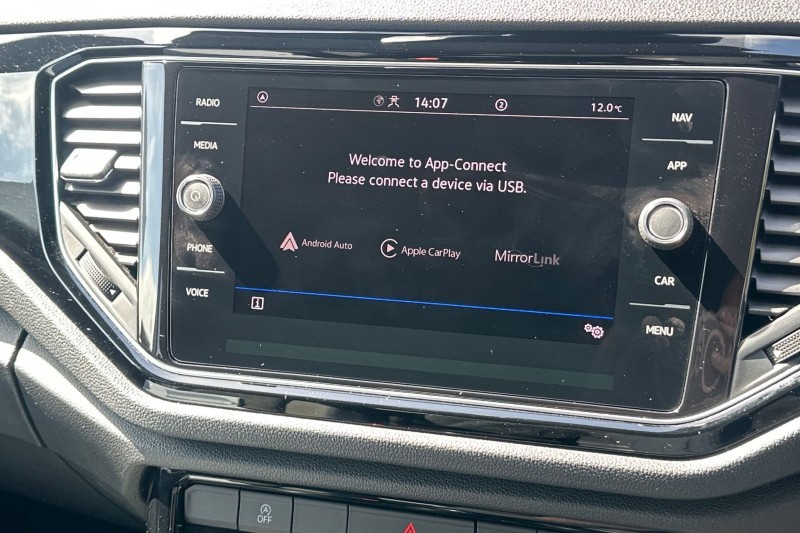 RADIO
MEDIA
PHONE
VOICE
14:07
2
12.0°C
Welcome to App-Connect
Please connect a device via USB.
Android Auto
Apple CarPlay
MirrorLink
i
NAV
APP
CAR
MENU
A
OFF